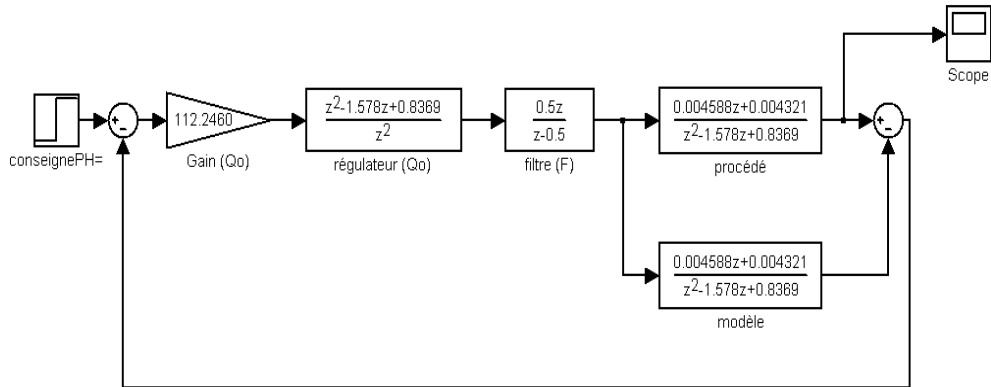 Scope
conseignePH=
+
-
112.2460
Gain (Qo)
z2-1.578z+0.8369
z2
régulateur (Qo)
0.5z
z-0.5
filtre (F)
0.004588z+0.004321
z2-1.578z+0.8369
procédé
+
-
0.004588z+0.004321
z2-1.578z+0.8369
modèle